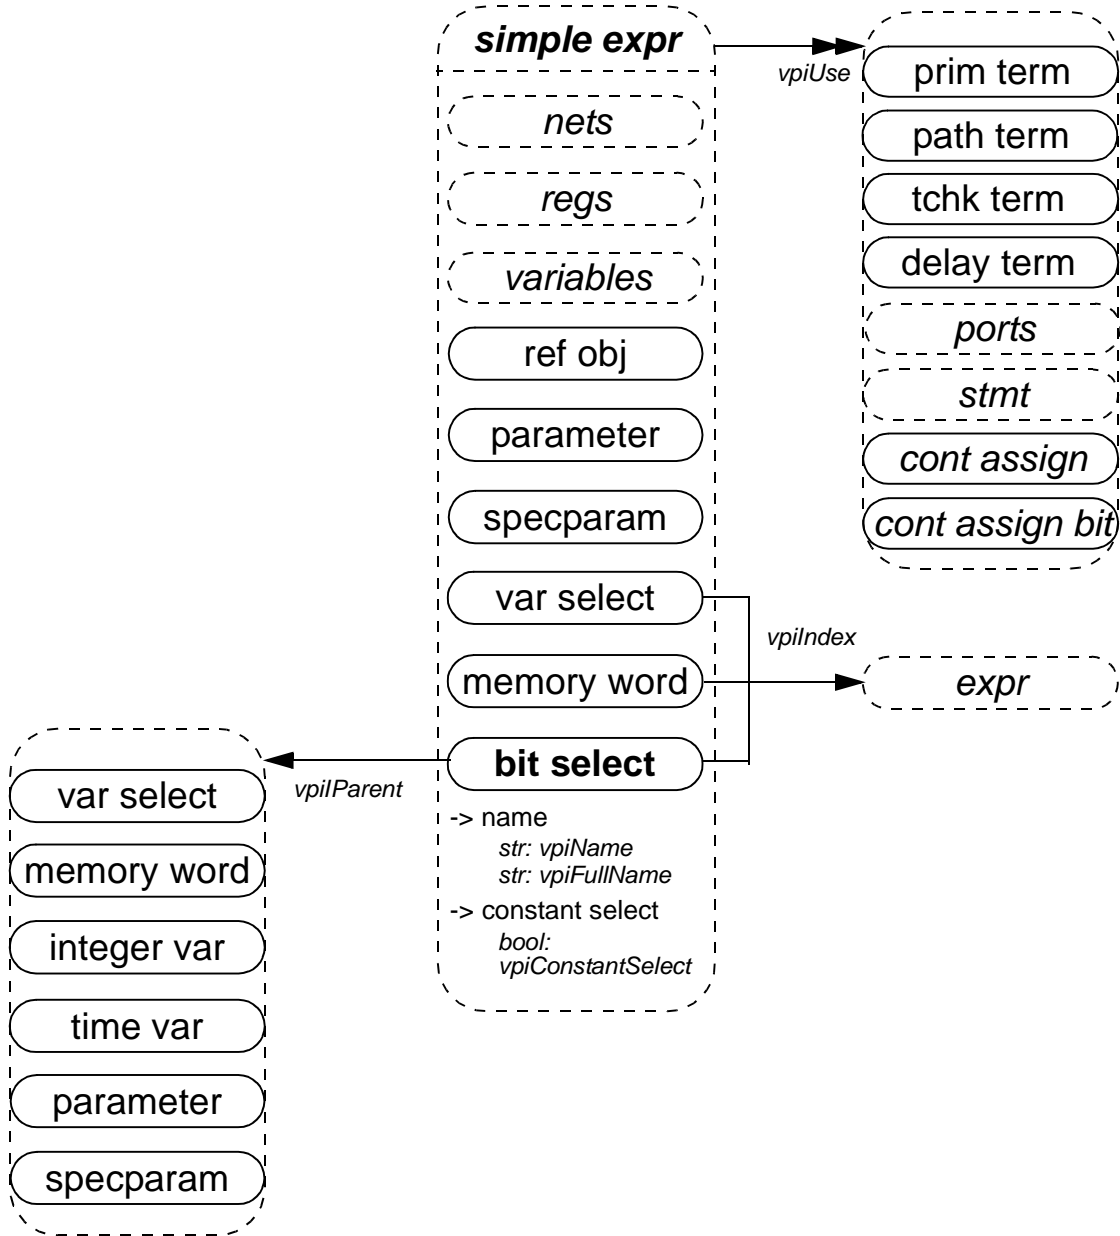 simple expr
nets
regs
variables
ref obj
parameter
specparam
var select
memory word
bit select
-> name
str: vpiName
str: vpiFullName
-> constant select
bool:
vpiConstantSelect
vpiUse
prim term
path term
tchk term
delay term
ports
stmt
cont assign
cont assign bit
vpiIndex
expr
vpilParent
var select
memory word
integer var
time var
parameter
specparam